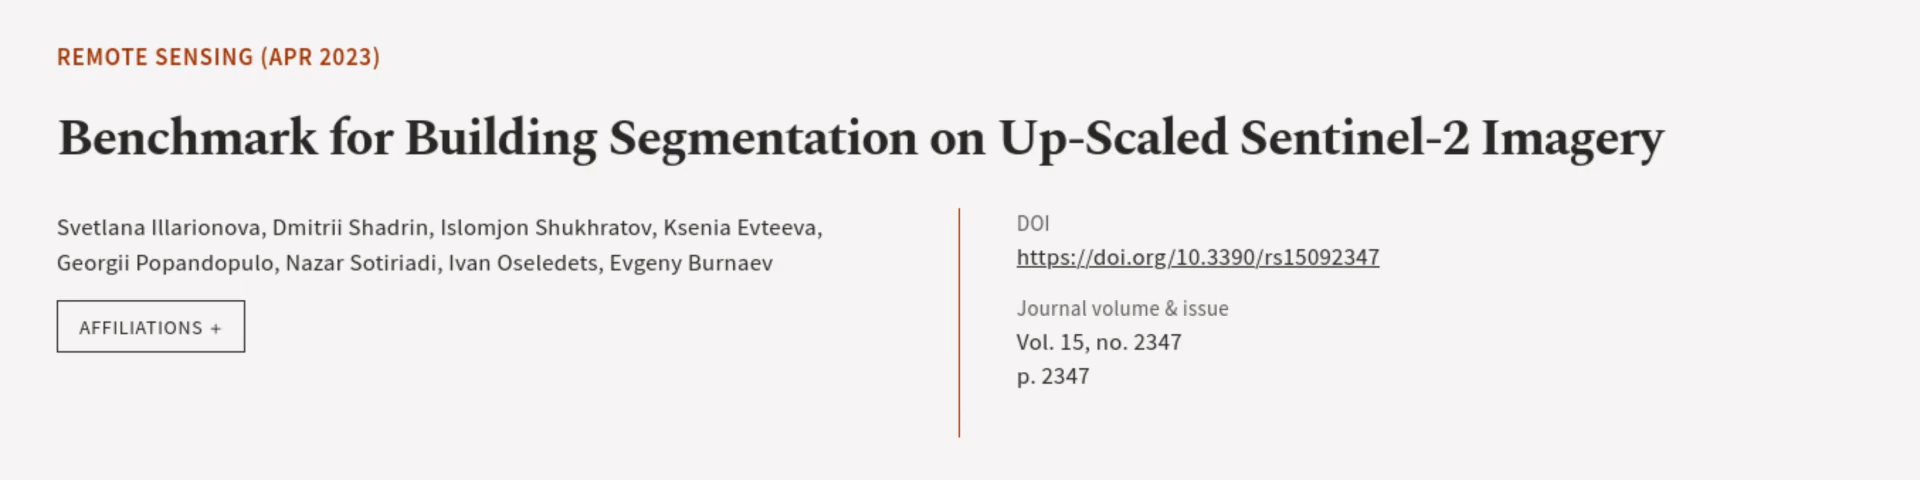 REMOTE SENSING (APR 2023)
Benchmark for Building Segmentation on Up-Scaled Sentinel-2 Imagery
Svetlana Illarionova, Dmitrii Shadrin, Islomjon Shukhratov, Ksenia Evteeva,
Georgii Popandopulo, Nazar Sotiriadi, Ivan Oseledets, Evgeny Burnaev
AFFILIATIONS +
DOI
https://doi.org/10.3390/rs15092347
Journal volume & issue
Vol. 15, no. 2347
p. 2347